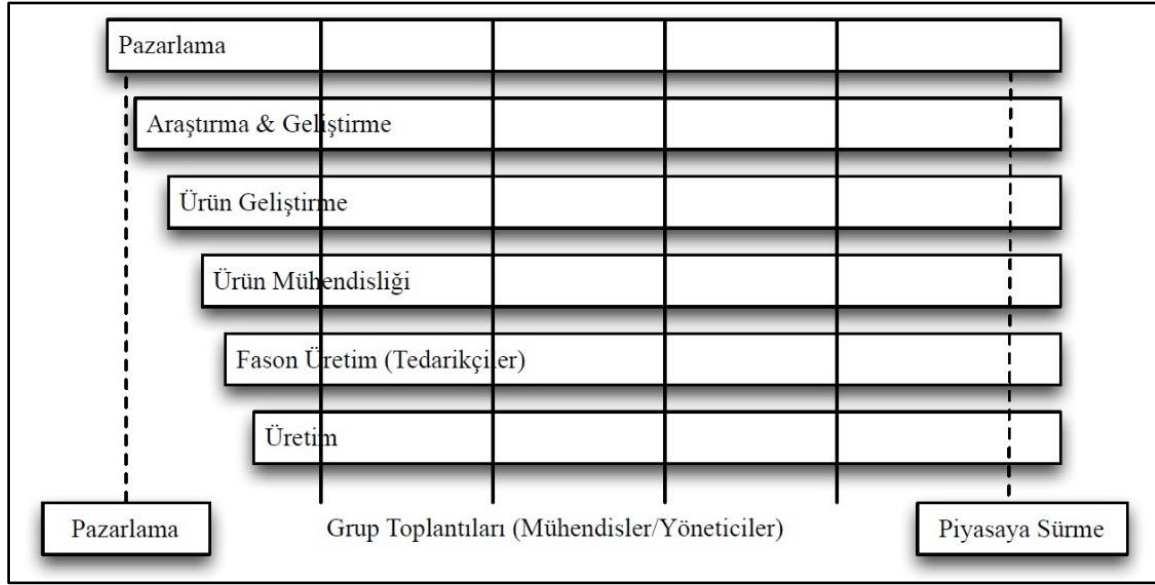 Pazarlama
Araştırma & Geliştirme
Ürün Geliştirme
Ürün Mühendisliği
Fason Üretim (Tedarikçiler)
Üretim
Pazarlama
Grup Toplantıları (Mühendisler/Yöneticiler)
Piyasaya Sürme